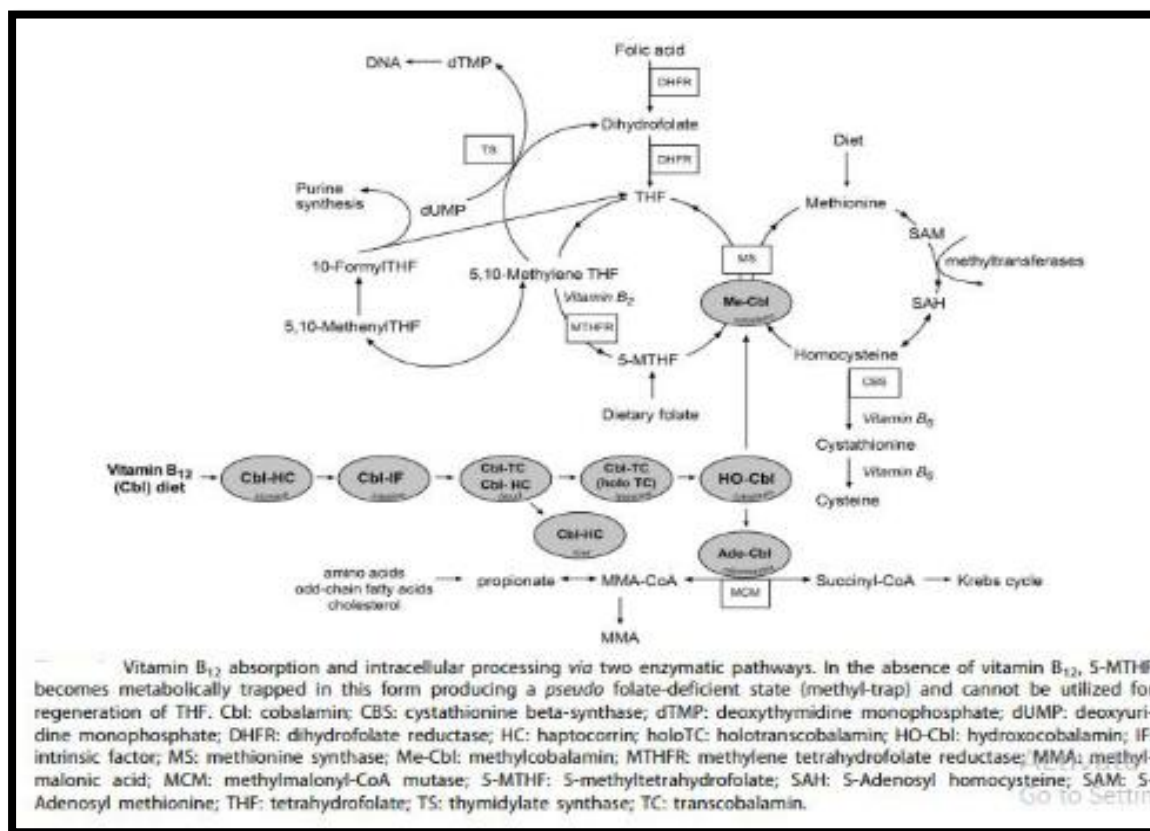 Folic acid
DNA
dTMP
DHFR
Dihydrofolate
TS
DHFR
Diet
Purine
synthesis
dUMP
THF
Methionine
SAM
10-FormylTHF
5,10-Methylene THF
MS
methyltransferases
Vitamin B2
Me-Cbl
SAH
5,10-MethenylTHF
MTHFR
5-MTHF
Homocysteine
CBS
Dietary folate
Vitamin B6
Cystathionine
Vitamin B12
(Cbl) diet
Cbl-HC
Cbl-IF
Cbl-TC
Cbl- HC
Cbl-TC
(holo TC)
HO-Cbl
Vitamin B6
Cysteine
Cbl-HC
Ado-Cbl
amino acids
odd-chain fatty acids
cholesterol
propionate
MMA-CoA
MCM
Succinyl-CoA
Krebs cycle
MMA
Vitamin B12 absorption and intracellular processing via two enzymatic pathways. In the absence of vitamin B12, 5-MTHF
becomes metabolically trapped in this form producing a pseudo folate-deficient state (methyl-trap) and cannot be utilized for
regeneration of THF. Cbl: cobalamin; CBS: cystathionine beta-synthase; dTMP: deoxythymidine monophosphate; dUMP: deoxyuri-
dine monophosphate; DHFR: dihydrofolate reductase; HC: haptocorrin; holoTC: holotranscobalamin; HO-Cbl: hydroxocobalamin; IF:
intrinsic factor; MS: methionine synthase; Me-Cbl: methylcobalamin; MTHFR: methylene tetrahydrofolate reductase; MMA: methyl-
malonic acid; MCM: methylmalonyl-CoA mutase; 5-MTHF: 5-methyltetrahydrofolate; SAH: S-Adenosyl homocysteine; SAM: S-
Adenosyl methionine; THF: tetrahydrofolate; TS: thymidylate synthase; TC: transcobalamin.
Go to Settin